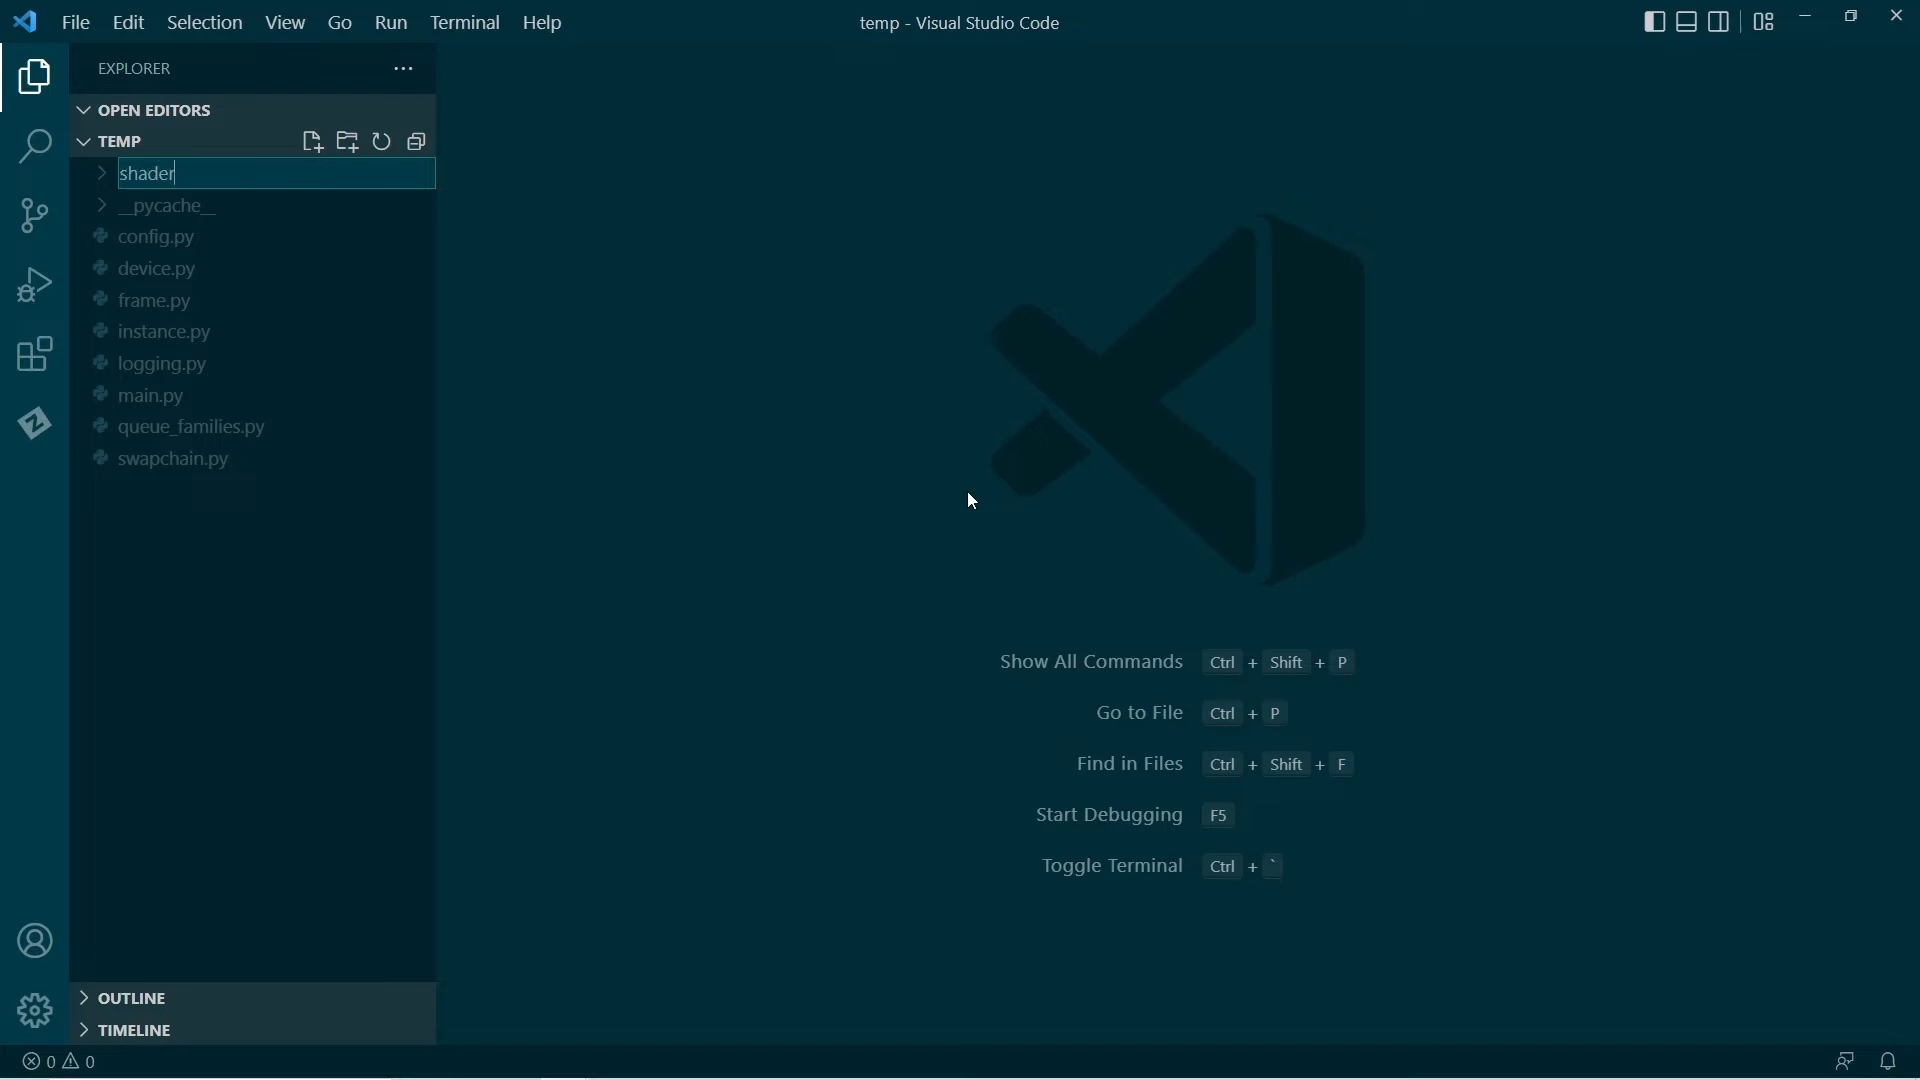 File Edit Selection View Go Run Terminal Help
temp - Visual Studio Code
EXPLORER
OPEN EDITORS
TEMP
shader
__pycache__
config.py
device.py
frame.py
instance.py
logging.py
main.py
queue_families.py
swapchain.py
Show All Commands Ctrl + Shift + P
Go to File Ctrl + P
Find in Files Ctrl + Shift + F
Start Debugging F5
Toggle Terminal Ctrl + `
OUTLINE
TIMELINE
0 0